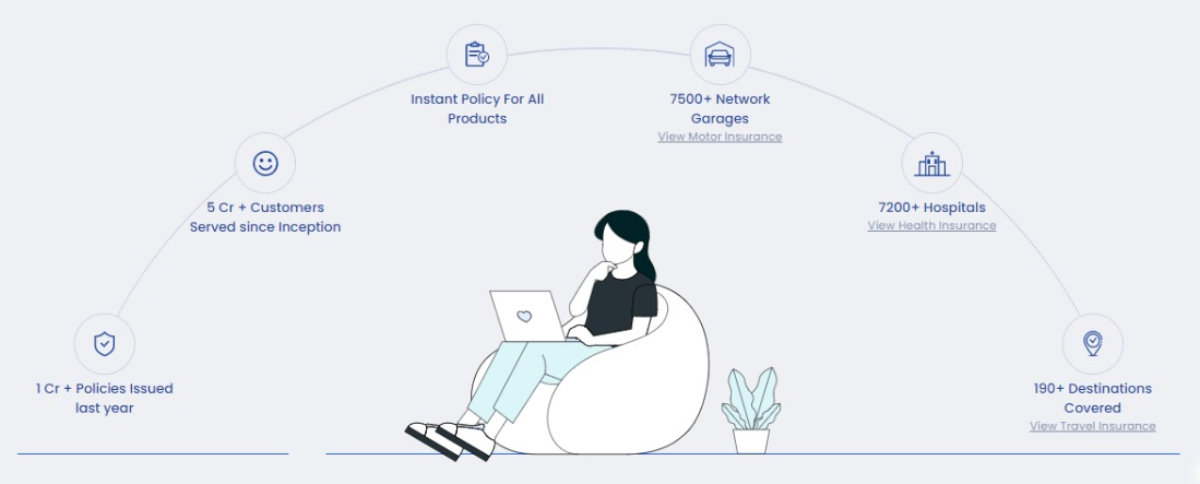 Instant Policy For All
Products
7500+ Network
Garages
View Motor Insurance
5 Cr + Customers
Served since Inception
7200+ Hospitals
View Health Insurance
1 Cr + Policies Issued
last year
190+ Destinations
Covered
View Travel Insurance